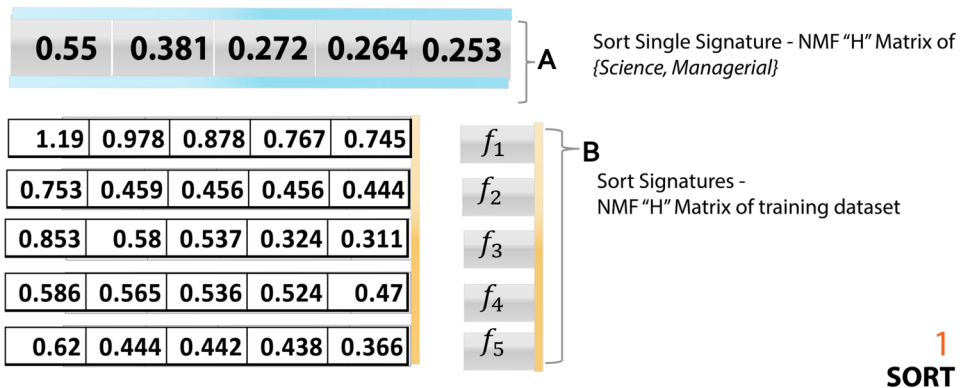 0.55 0.381 0.272 0.264 0.253
A
Sort Single Signature - NMF “H” Matrix of
{Science, Managerial}
1.19 0.978 0.878 0.767 0.745
0.753 0.459 0.456 0.456 0.444
0.853 0.58 0.537 0.324 0.311
0.586 0.565 0.536 0.524 0.47
0.62 0.444 0.442 0.438 0.366
f₁
f₂
f₃
f₄
f₅
B
Sort Signatures -
NMF “H” Matrix of training dataset
1
SORT